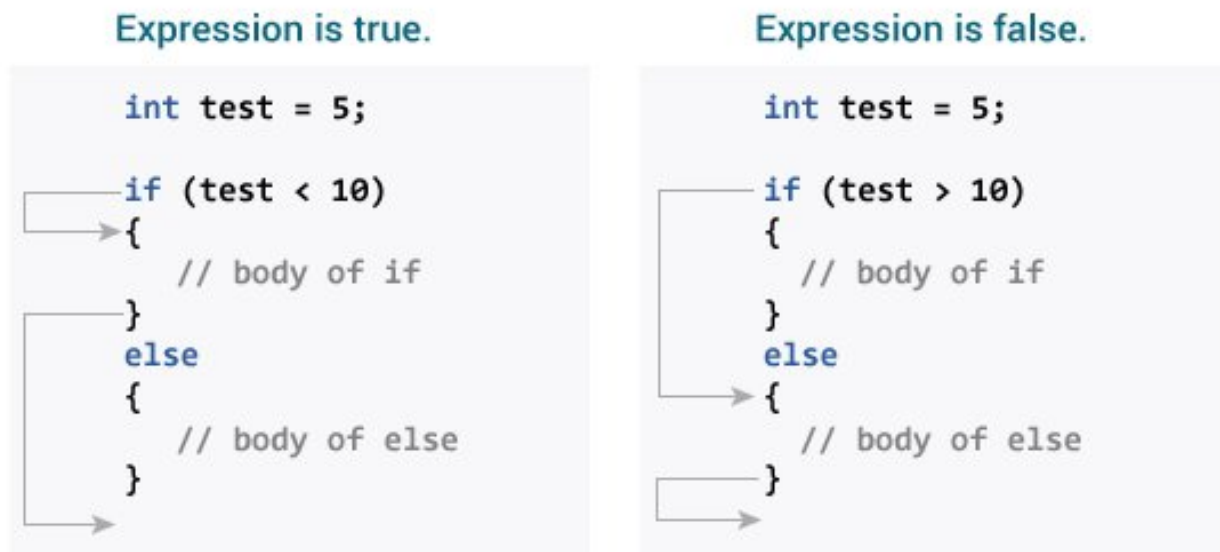 Expression is true.
int test = 5;
if (test < 10)
{
// body of if
}
else
{
// body of else
}
Expression is false.
int test = 5;
if (test > 10)
{
// body of if
}
else
{
// body of else
}